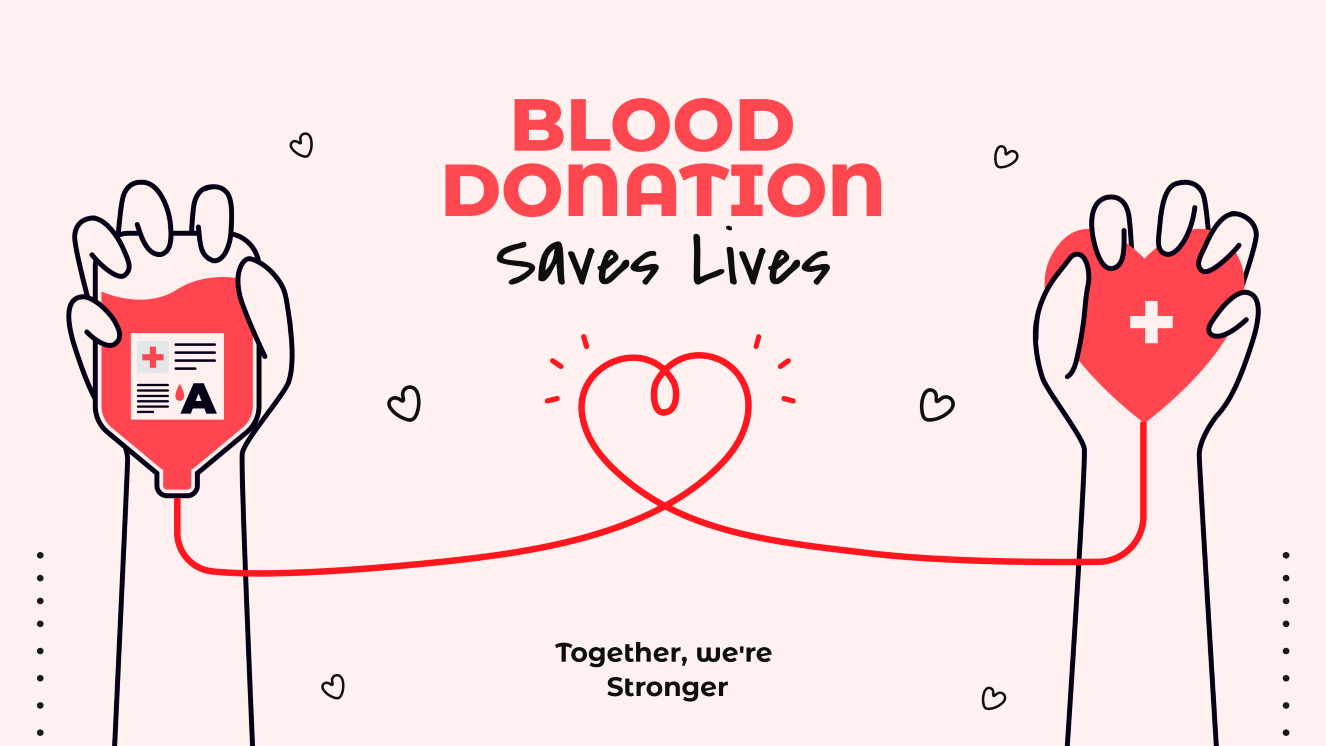 BLOOD
DONATION
Saves Lives
A
Together, we're
Stronger